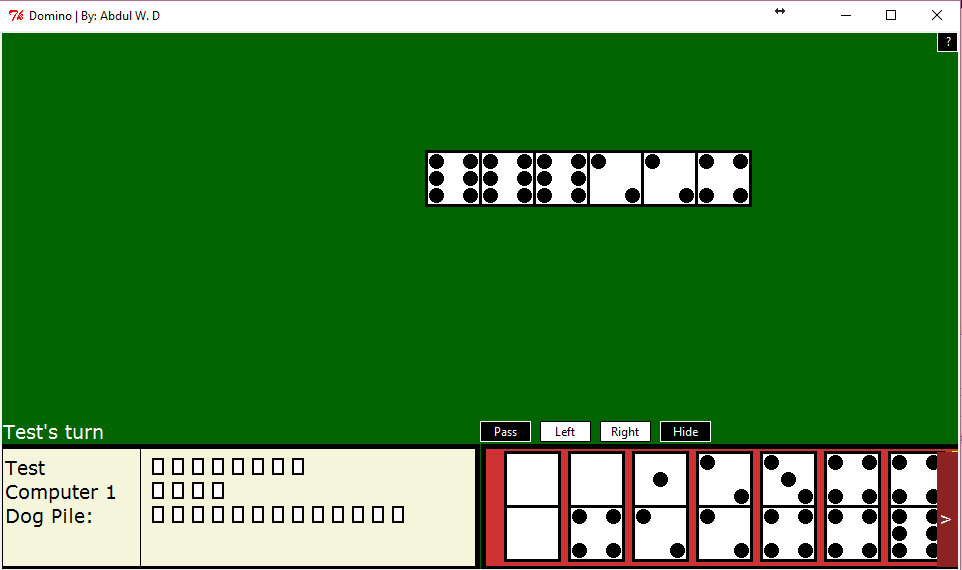 Domino | By: Abdul W. D
?
Test's turn
Pass Left Right Hide
Test
Computer 1
Dog Pile:
>